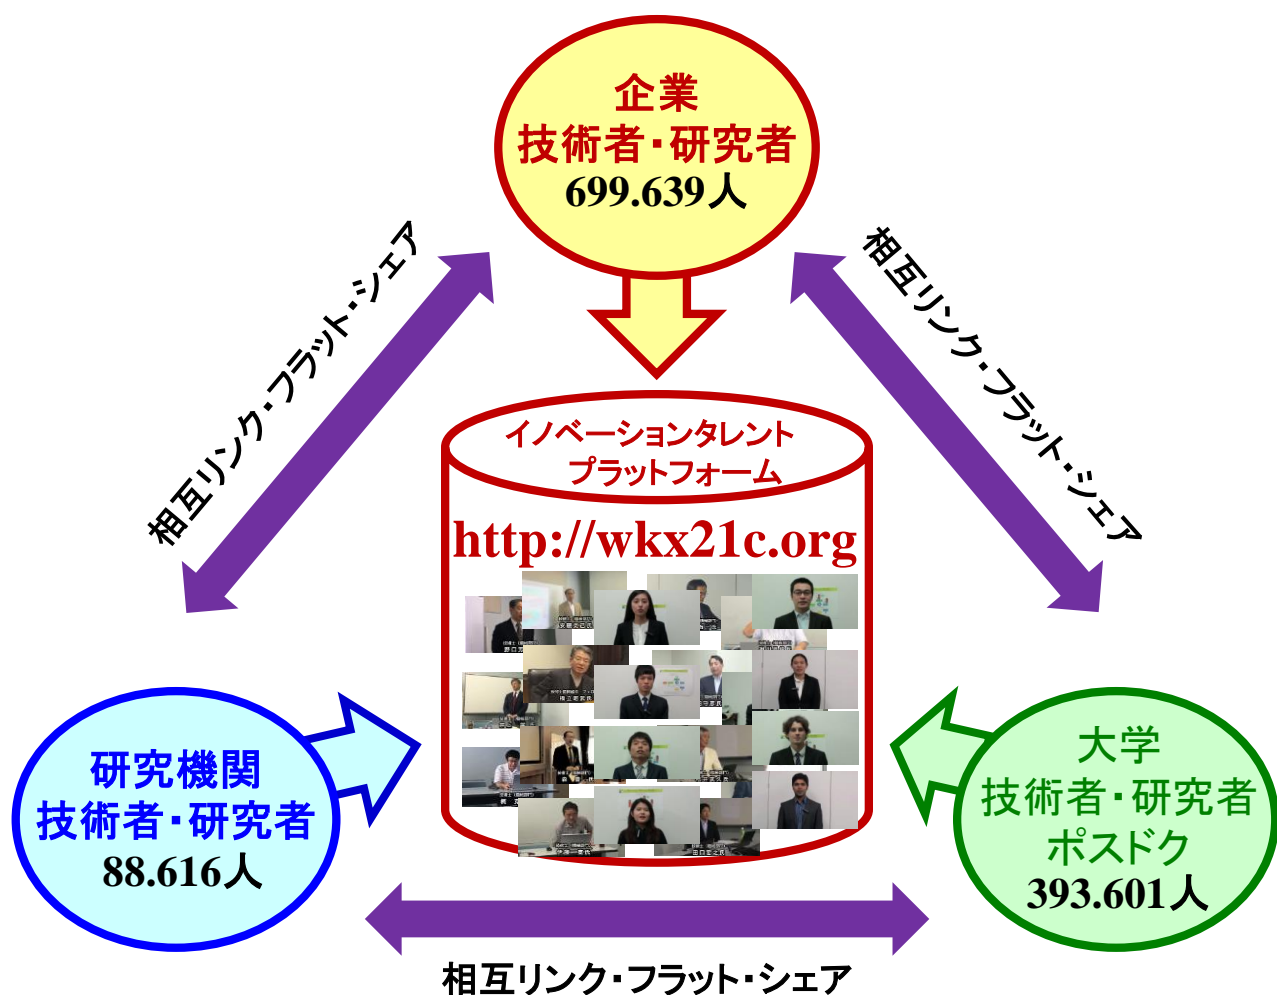 企業
技術者・研究者
699.639人
相互リンク・フラット・シェア
相互リンク・フラット・シェア
イノベーションタレント
プラットフォーム
http://wkx21c.org
研究機関
技術者・研究者
88.616人
大学
技術者・研究者
ポスドク
393.601人
相互リンク・フラット・シェア